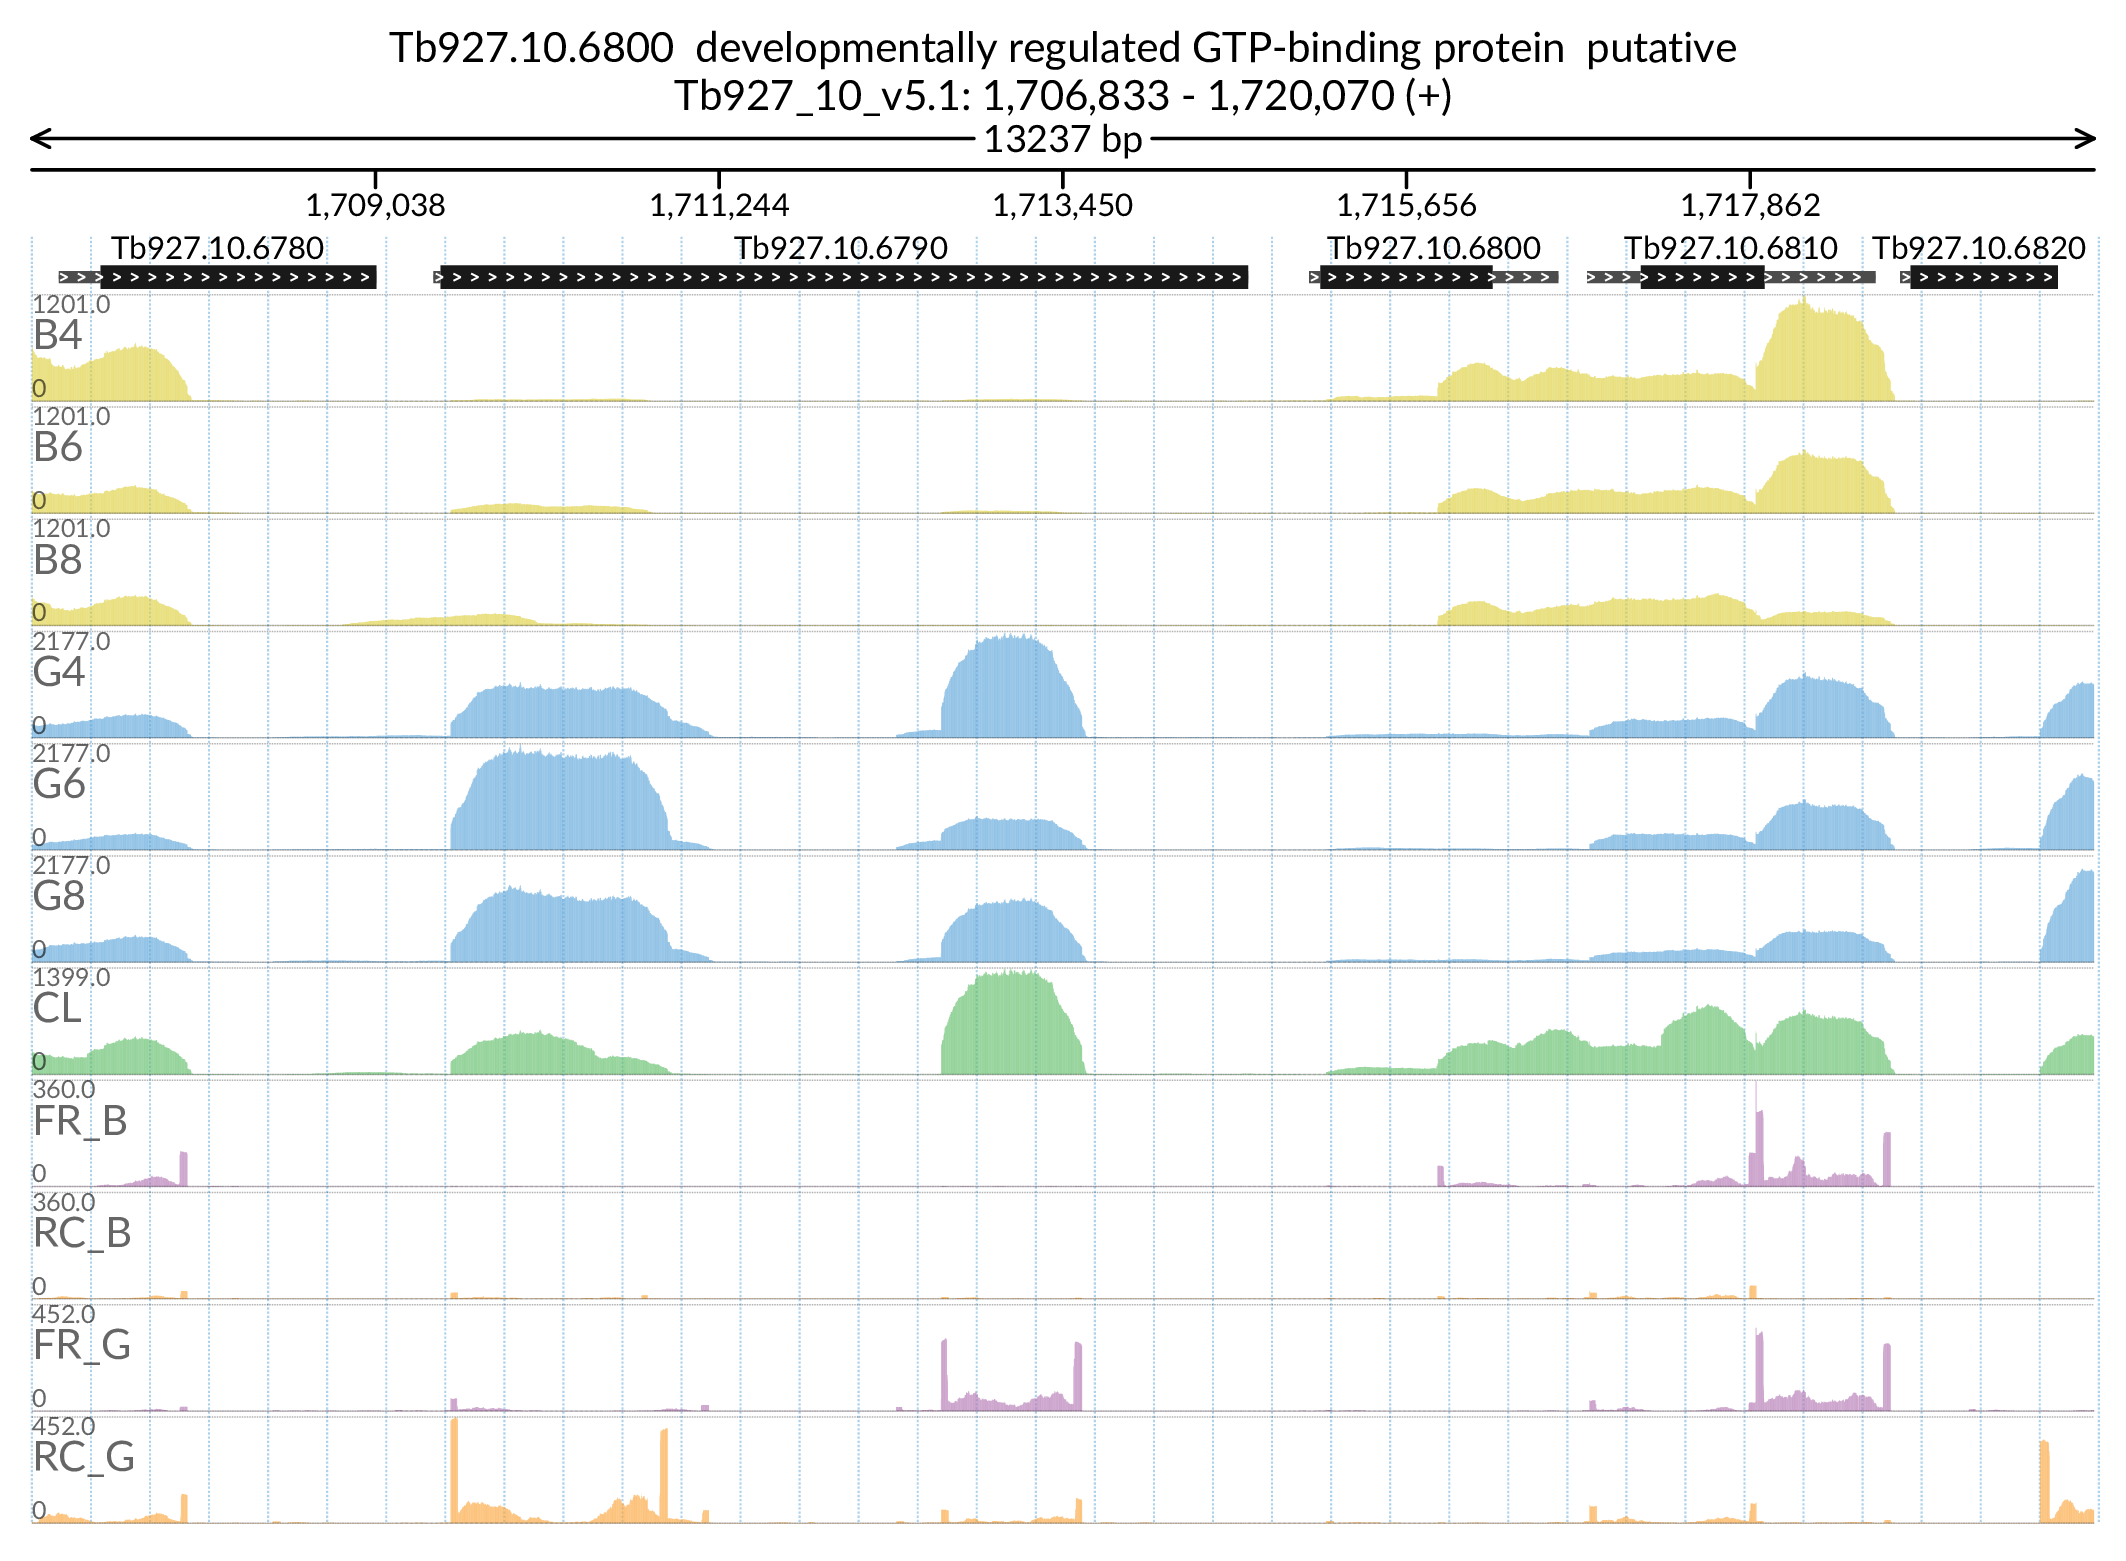 Tb927.10.6800 developmentally regulated GTP-binding protein putative
Tb927_10_v5.1: 1,706,833 - 1,720,070 (+)
13237 bp
1,709,038 1,711,244 1,713,450 1,715,656 1,717,862
Tb927.10.6780 Tb927.10.6790 Tb927.10.6800 Tb927.10.6810 Tb927.10.6820
1201.0
B4
0
1201.0
B6
0
1201.0
B8
0
2177.0
G4
0
2177.0
G6
0
2177.0
G8
0
1399.0
CL
0
360.0
FR_B
0
360.0
RC_B
0
452.0
FR_G
0
452.0
RC_G
0